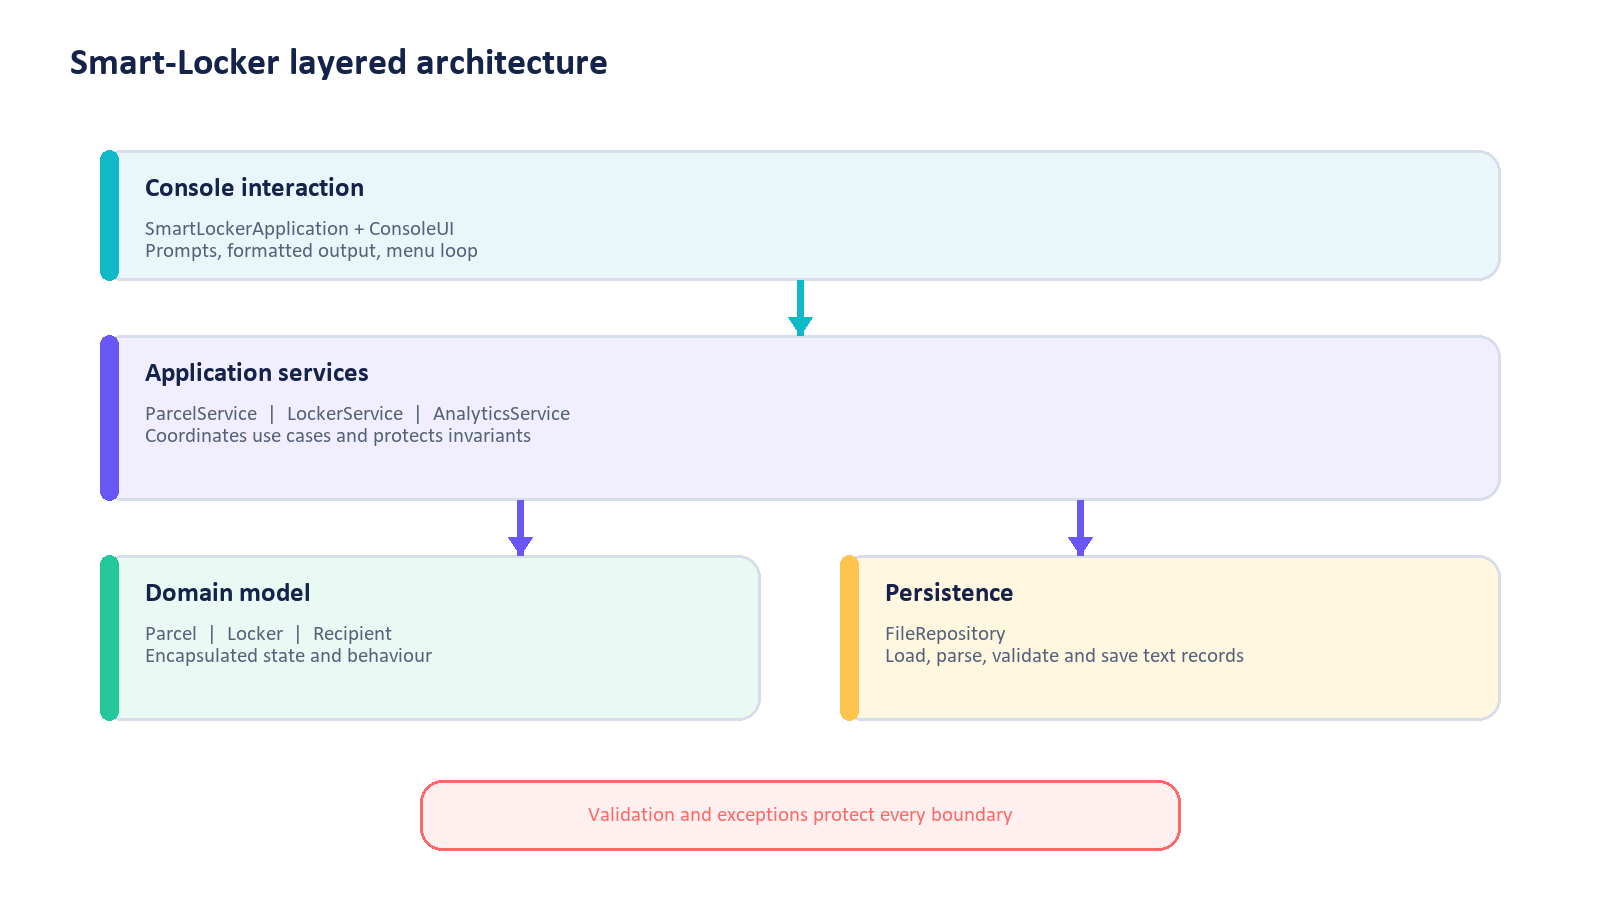 Smart-Locker layered architecture
Console interaction
SmartLockerApplication + ConsoleUI
Prompts, formatted output, menu loop
Application services
ParcelService | LockerService | AnalyticsService
Coordinates use cases and protects invariants
Domain model
Parcel | Locker | Recipient
Encapsulated state and behaviour
Persistence
FileRepository
Load, parse, validate and save text records
Validation and exceptions protect every boundary